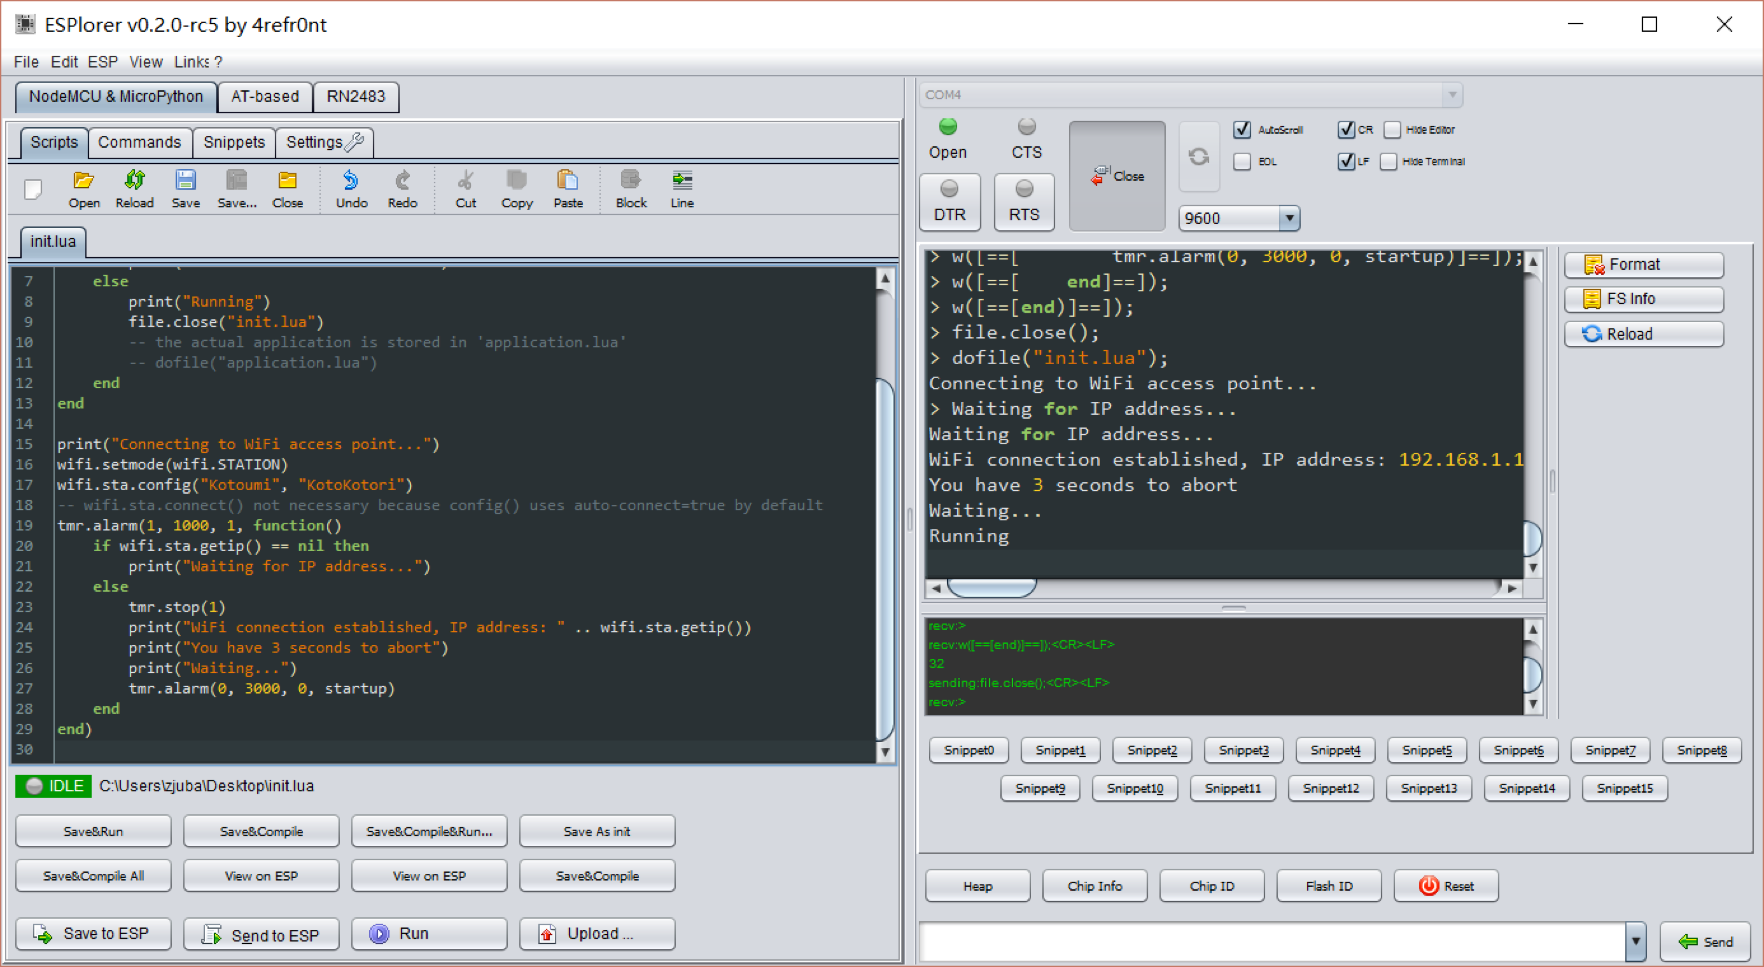 ESPlorer v0.2.0-rc5 by 4refr0nt
File Edit ESP View Links ?
NodeMCU & MicroPython AT-based RN2483
Scripts Commands Snippets Settings
Open Reload Save Save... Close Undo Redo Cut Copy Paste Block Line
init.lua
7 else
8 print("Running")
9 file.close("init.lua")
10 -- the actual application is stored in 'application.lua'
11 -- dofile("application.lua")
12 end
13 end
14
15 print("Connecting to WiFi access point...")
16 wifi.setmode(wifi.STATION)
17 wifi.sta.config("Kotoumi", "KotoKotori")
18 -- wifi.sta.connect() not necessary because config() uses auto-connect=true by default
19 tmr.alarm(1, 1000, 1, function()
20 if wifi.sta.getip() == nil then
21 print("Waiting for IP address...")
22 else
23 tmr.stop(1)
24 print("WiFi connection established, IP address: " .. wifi.sta.getip())
25 print("You have 3 seconds to abort")
26 print("Waiting...")
27 tmr.alarm(0, 3000, 0, startup)
28 end
29 end)
30
IDLE C:\Users\zjuba\Desktop\init.lua
Save&Run Save&Compile Save&Compile&Run... Save As init
Save&Compile All View on ESP View on ESP Save&Compile
Save to ESP Send to ESP Run Upload ...
COM4
Open CTS
DTR RTS
Close
AutoScroll CR Hide Editor
EOL LF Hide Terminal
9600
> w([==[ tmr.alarm(0, 3000, 0, startup)]==]);
> w([==[ end]==]);
> w([==[end)]==]);
> file.close();
> dofile("init.lua");
Connecting to WiFi access point...
> Waiting for IP address...
Waiting for IP address...
WiFi connection established, IP address: 192.168.1.1
You have 3 seconds to abort
Waiting...
Running
Format
FS Info
Reload
recv:>
recv:w([==[end)]==]);<CR><LF>
32
sending:file.close();<CR><LF>
recv:>
Snippet0 Snippet1 Snippet2 Snippet3 Snippet4 Snippet5 Snippet6 Snippet7 Snippet8
Snippet9 Snippet10 Snippet11 Snippet12 Snippet13 Snippet14 Snippet15
Heap Chip Info Chip ID Flash ID Reset
Send